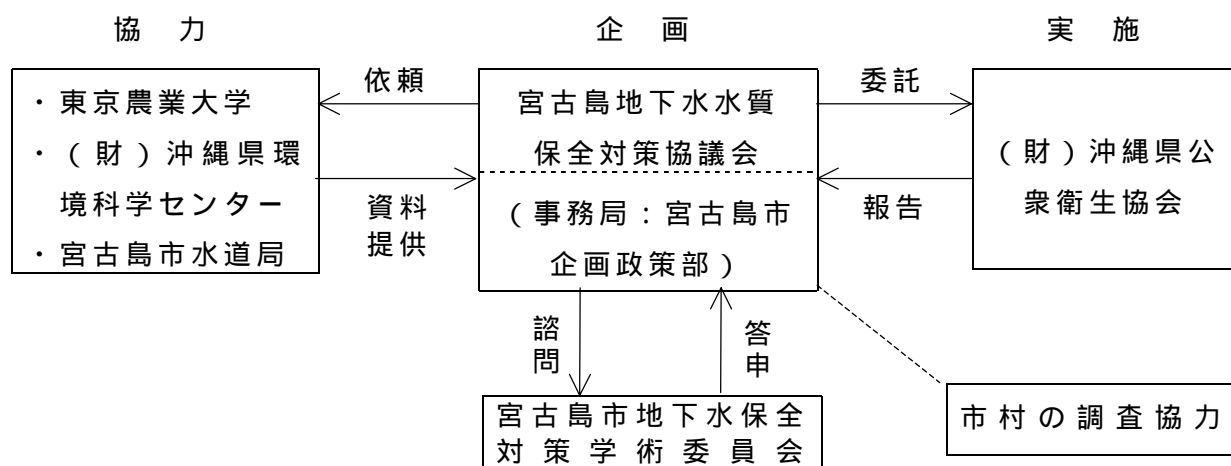 協 力
企 画
実 施
・東京農業大学
・(財)沖縄県環
境科学センター
・宮古島市水道局
依頼
資料
提供
宮古島地下水水質
保全対策協議会
(事務局:宮古島市
企画政策部)
委託
報告
(財)沖縄県公
衆衛生協会
諮問
答申
宮古島市地下水保全
対策学術委員会
市村の調査協力